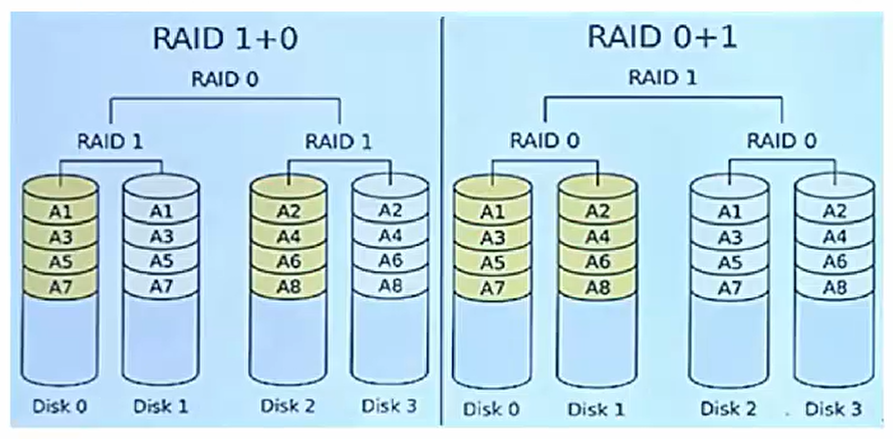 RAID 1+0
RAID 0
RAID 1 RAID 1
A1 A1 A2 A2
A3 A3 A4 A4
A5 A5 A6 A6
A7 A7 A8 A8
Disk 0 Disk 1 Disk 2 Disk 3
RAID 0+1
RAID 1
RAID 0 RAID 0
A1 A2 A1 A2
A3 A4 A3 A4
A5 A6 A5 A6
A7 A8 A7 A8
Disk 0 Disk 1 Disk 2 Disk 3